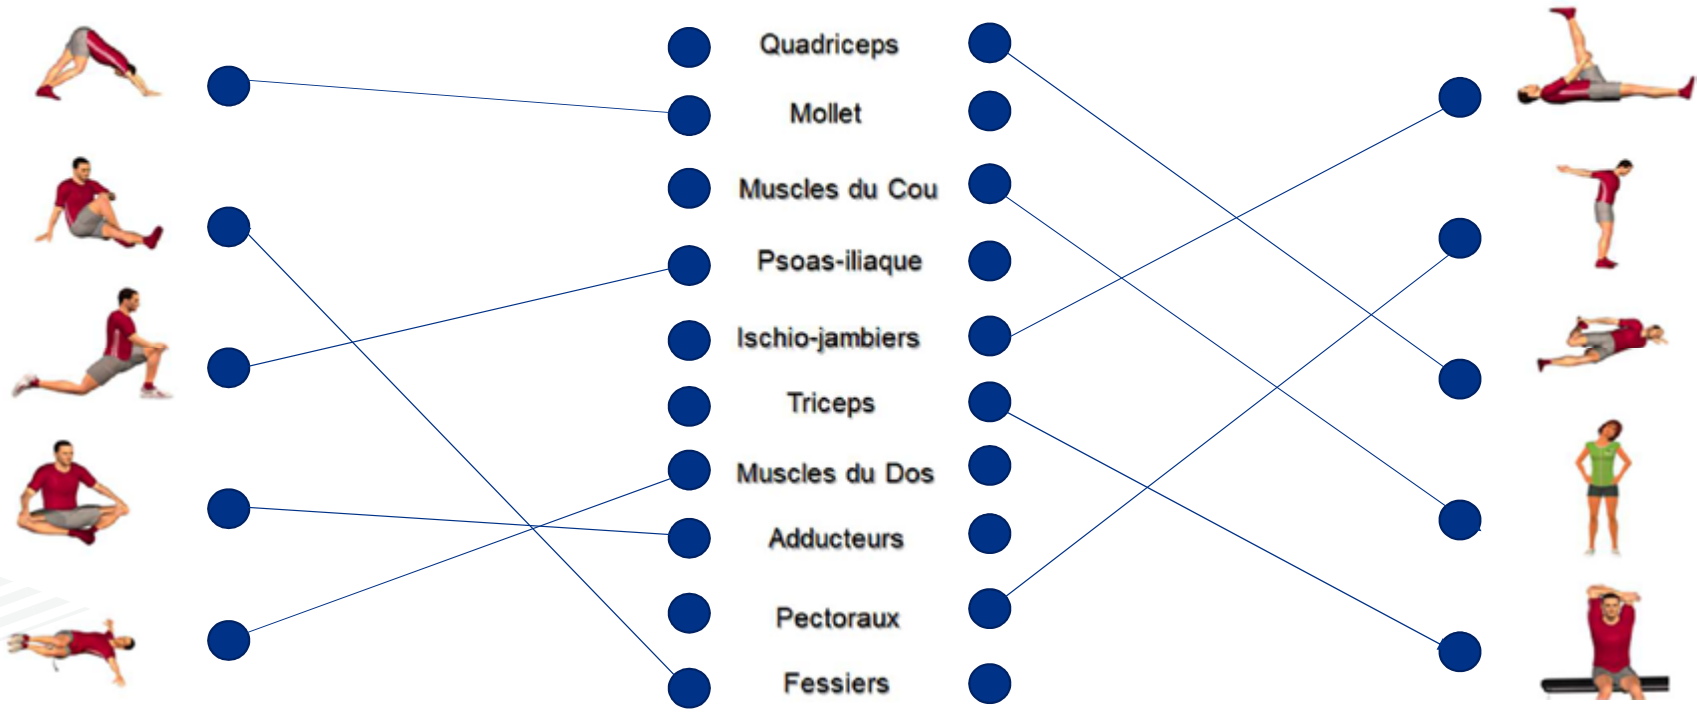 Quadriceps
Mollet
Muscles du Cou
Psoas-iliaque
Ischio-jambiers
Triceps
Muscles du Dos
Adducteurs
Pectoraux
Fessiers